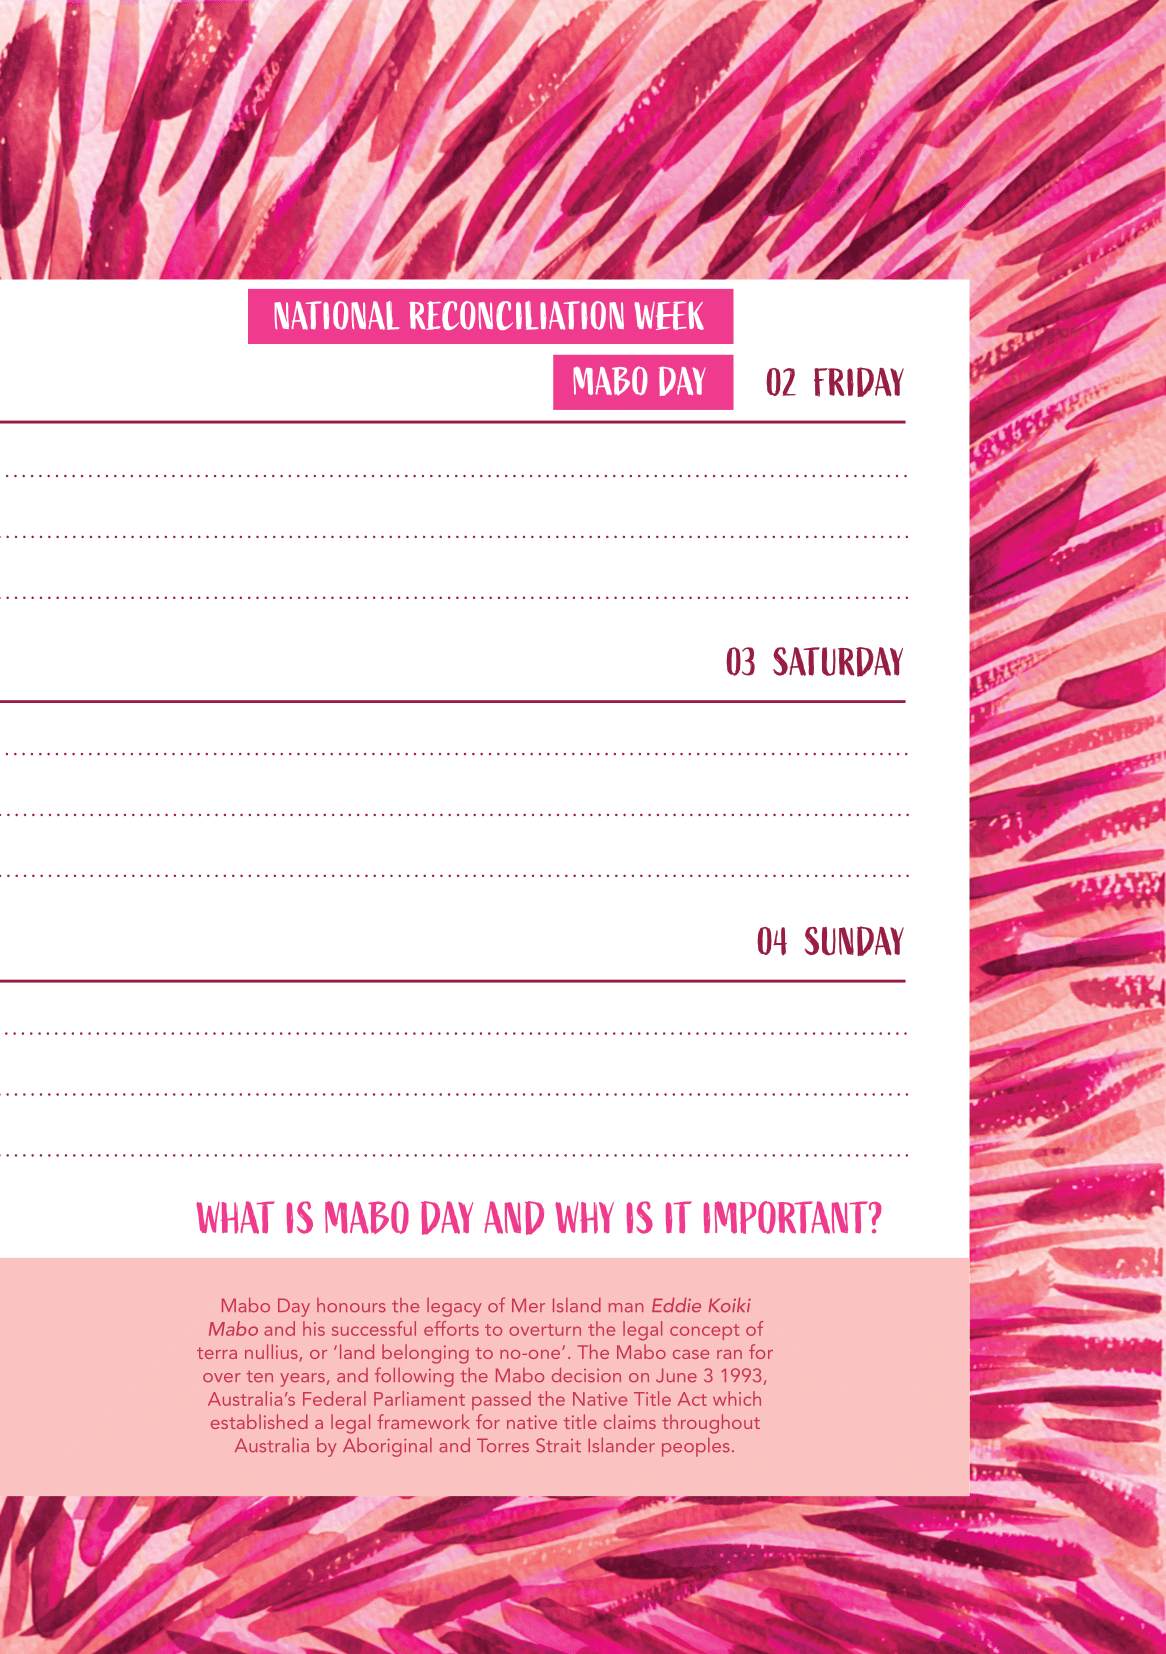 NATIONAL RECONCILIATION WEEK
MABO DAY 02 FRIDAY
03 SATURDAY
04 SUNDAY
WHAT IS MABO DAY AND WHY IS IT IMPORTANT?
Mabo Day honours the legacy of Mer Island man Eddie Koiki
Mabo and his successful efforts to overturn the legal concept of
terra nullius, or ‘land belonging to no-one’. The Mabo case ran for
over ten years, and following the Mabo decision on June 3 1993,
Australia’s Federal Parliament passed the Native Title Act which
established a legal framework for native title claims throughout
Australia by Aboriginal and Torres Strait Islander peoples.